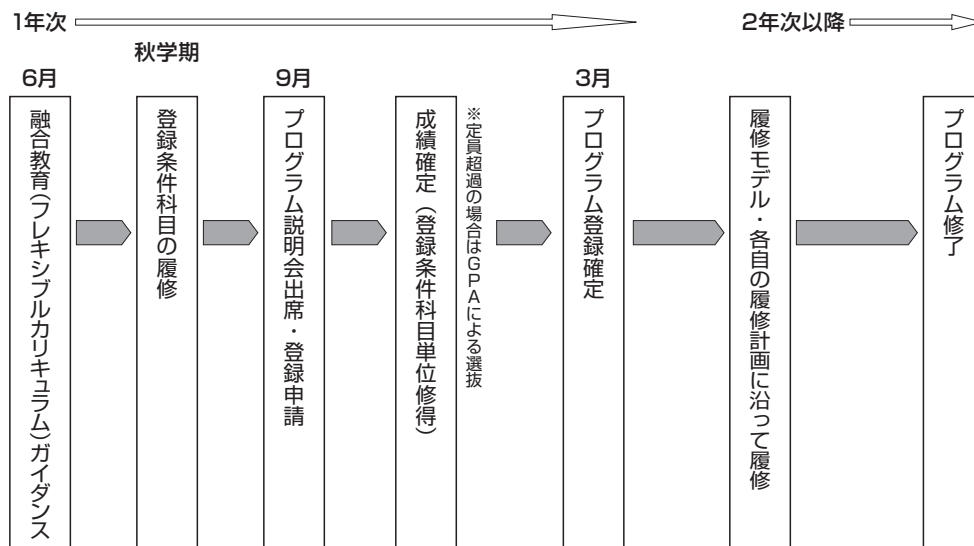 1年次
2年次以降
秋学期
6月
9月
3月
融合教育(フレキシブルカリキュラム)ガイダンス
登録条件科目の履修
プログラム説明会出席・登録申請
成績確定(登録条件科目単位修得)
※定員超過の場合はGPAによる選抜
プログラム登録確定
履修モデル・各自の履修計画に沿って履修
プログラム修了